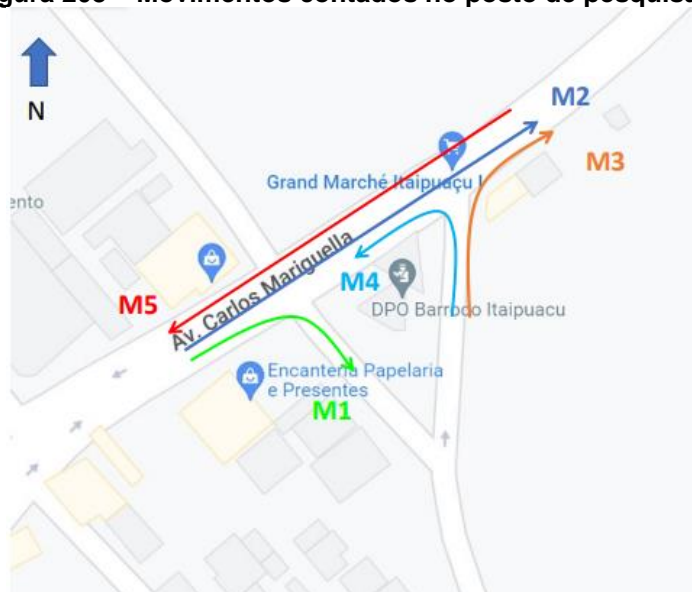 gura 205 – Movimentos contados no posto de pesquisa
N
M2
M3
Grand Marché Itaipuaçu I
ento
Av. Carlos Mariguella
M4
DPO Barroco Itaipuacu
M5
Encanteria Papelaria
e Presentes
M1